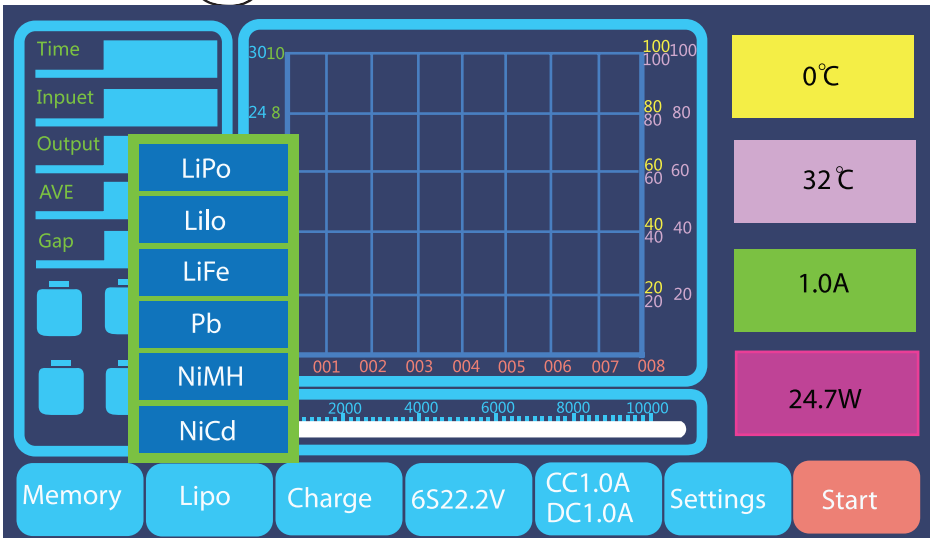 Time
Inpuet
Output
AVE
Gap
LiPo
Lilo
LiFe
Pb
NiMH
NiCd
30 10
24 8
100 100
100
80 80
80
60 60
60
40 40
40
20 20
20
001 002 003 004 005 006 007 008
2000 4000 6000 8000 10000
0℃
32℃
1.0A
24.7W
Memory
Lipo
Charge
6S22.2V
CC1.0A
DC1.0A
Settings
Start